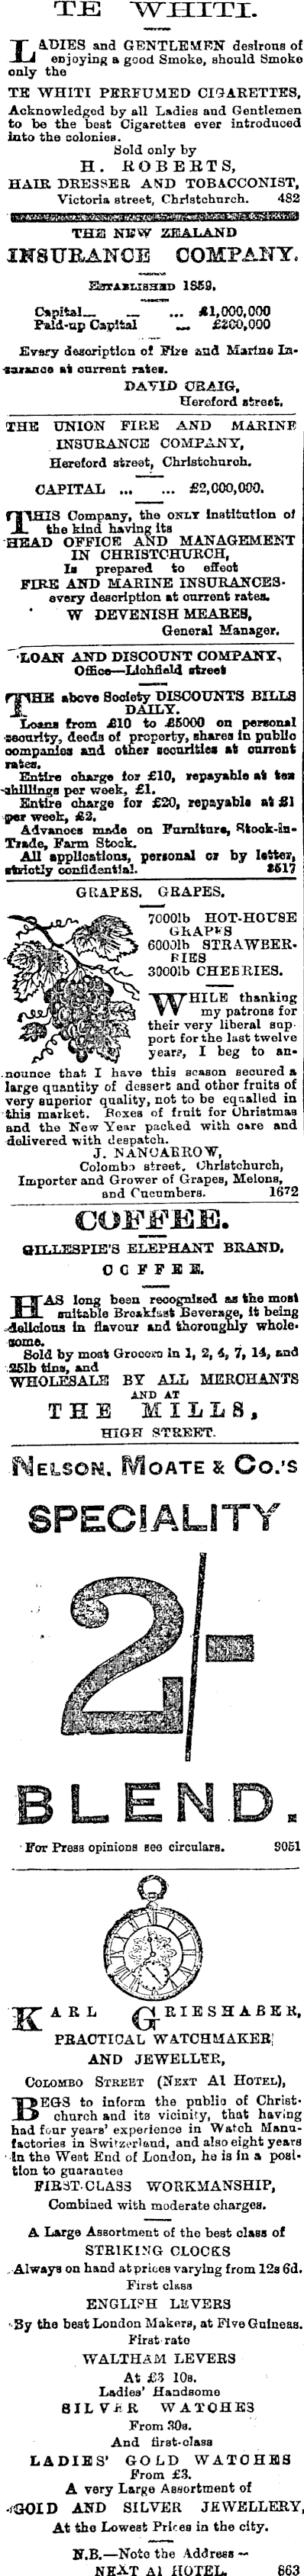 TE WHITI.
LADIES and GENTLEMEN desirous of
enjoying a good Smoke, should Smoke
only the
TE WHITI PERFUMED CIGARETTES,
Acknowledged by all Ladies and Gentlemen
to be the best Cigarettes ever introduced
into the colonies.
Sold only by
H. ROBERTS,
HAIR DRESSER AND TOBACCONIST,
Victoria street, Christchurch. 482
THE NEW ZEALAND
INSURANCE COMPANY.
ESTABLISHED 1859.
Capital... ... ... £1,000,000
Paid-up Capital ... £200,000
Every description of Fire and Marine In-
surance at current rates.
DAVID CRAIG,
Hereford street.
THE UNION FIRE AND MARINE
INSURANCE COMPANY,
Hereford street, Christchurch.
CAPITAL ... ... £2,000,000.
THIS Company, the ONLY institution of
the kind having its
HEAD OFFICE AND MANAGEMENT
IN CHRISTCHURCH,
Is prepared to effect
FIRE AND MARINE INSURANCES-
every description at current rates.
W DEVENISH MEARES,
General Manager.
LOAN AND DISCOUNT COMPANY,
Office—Lichfield street
THE above Society DISCOUNTS BILLS
DAILY.
Loans from £10 to £5000 on personal
security, deeds of property, shares in public
companies and other securities at current
rates.
Entire charge for £10, repayable at ten
shillings per week, £1.
Entire charge for £20, repayable at £1
per week, £2.
Advances made on Furniture, Stock-in-
Trade, Farm Stock.
All applications, personal or by letter,
strictly confidential. 8517
GRAPES. GRAPES.
7000lb HOT-HOUSE
GRAPES
6000lb STRAWBER-
RIES
3000lb CHERRIES.
WHILE thanking
my patrons for
their very liberal sup-
port for the last twelve
years, I beg to an-
nounce that I have this season secured a
large quantity of dessert and other fruits of
very superior quality, not to be equalled in
this market. Boxes of fruit for Christmas
and the New Year packed with care and
delivered with despatch.
J. NANCARROW,
Colombo street, Christchurch,
Importer and Grower of Grapes, Melons,
and Cucumbers. 1672
COFFEE.
GILLESPIE'S ELEPHANT BRAND.
COFFEE.
HAS long been recognized as the most
suitable Breakfast Beverage, it being
delicious in flavour and thoroughly whole-
some.
Sold by most Grocers in 1, 2, 4, 7, 14, and
25lb tins, and
WHOLESALE BY ALL MERCHANTS
AND AT
THE MILLS,
HIGH STREET.
NELSON, MOATE & CO.'S
SPECIALITY
2/-
BLEND.
For Press opinions see circulars. 9051
KARL GRIESHABER,
PRACTICAL WATCHMAKER
AND JEWELLER,
COLOMBO STREET (NEXT A1 HOTEL),
BEGS to inform the public of Christ-
church and its vicinity, that having
had four years' experience in Watch Manu-
factories in Switzerland, and also eight years
in the West End of London, he is in a posi-
tion to guarantee
FIRST-CLASS WORKMANSHIP,
Combined with moderate charges.
A Large Assortment of the best class of
STRIKING CLOCKS
Always on hand at prices varying from 12s 6d.
First class
ENGLISH LEVERS
By the best London Makers, at Five Guineas.
First-rate
WALTHAM LEVERS
At £3 10s.
Ladies' Handsome
SILVER WATCHES
From 30s.
And first-class
LADIES' GOLD WATCHES
From £3.
A very Large Assortment of
GOLD AND SILVER JEWELLERY,
At the Lowest Prices in the city.
N.B.—Note the Address—
NEXT A1 HOTEL. 863